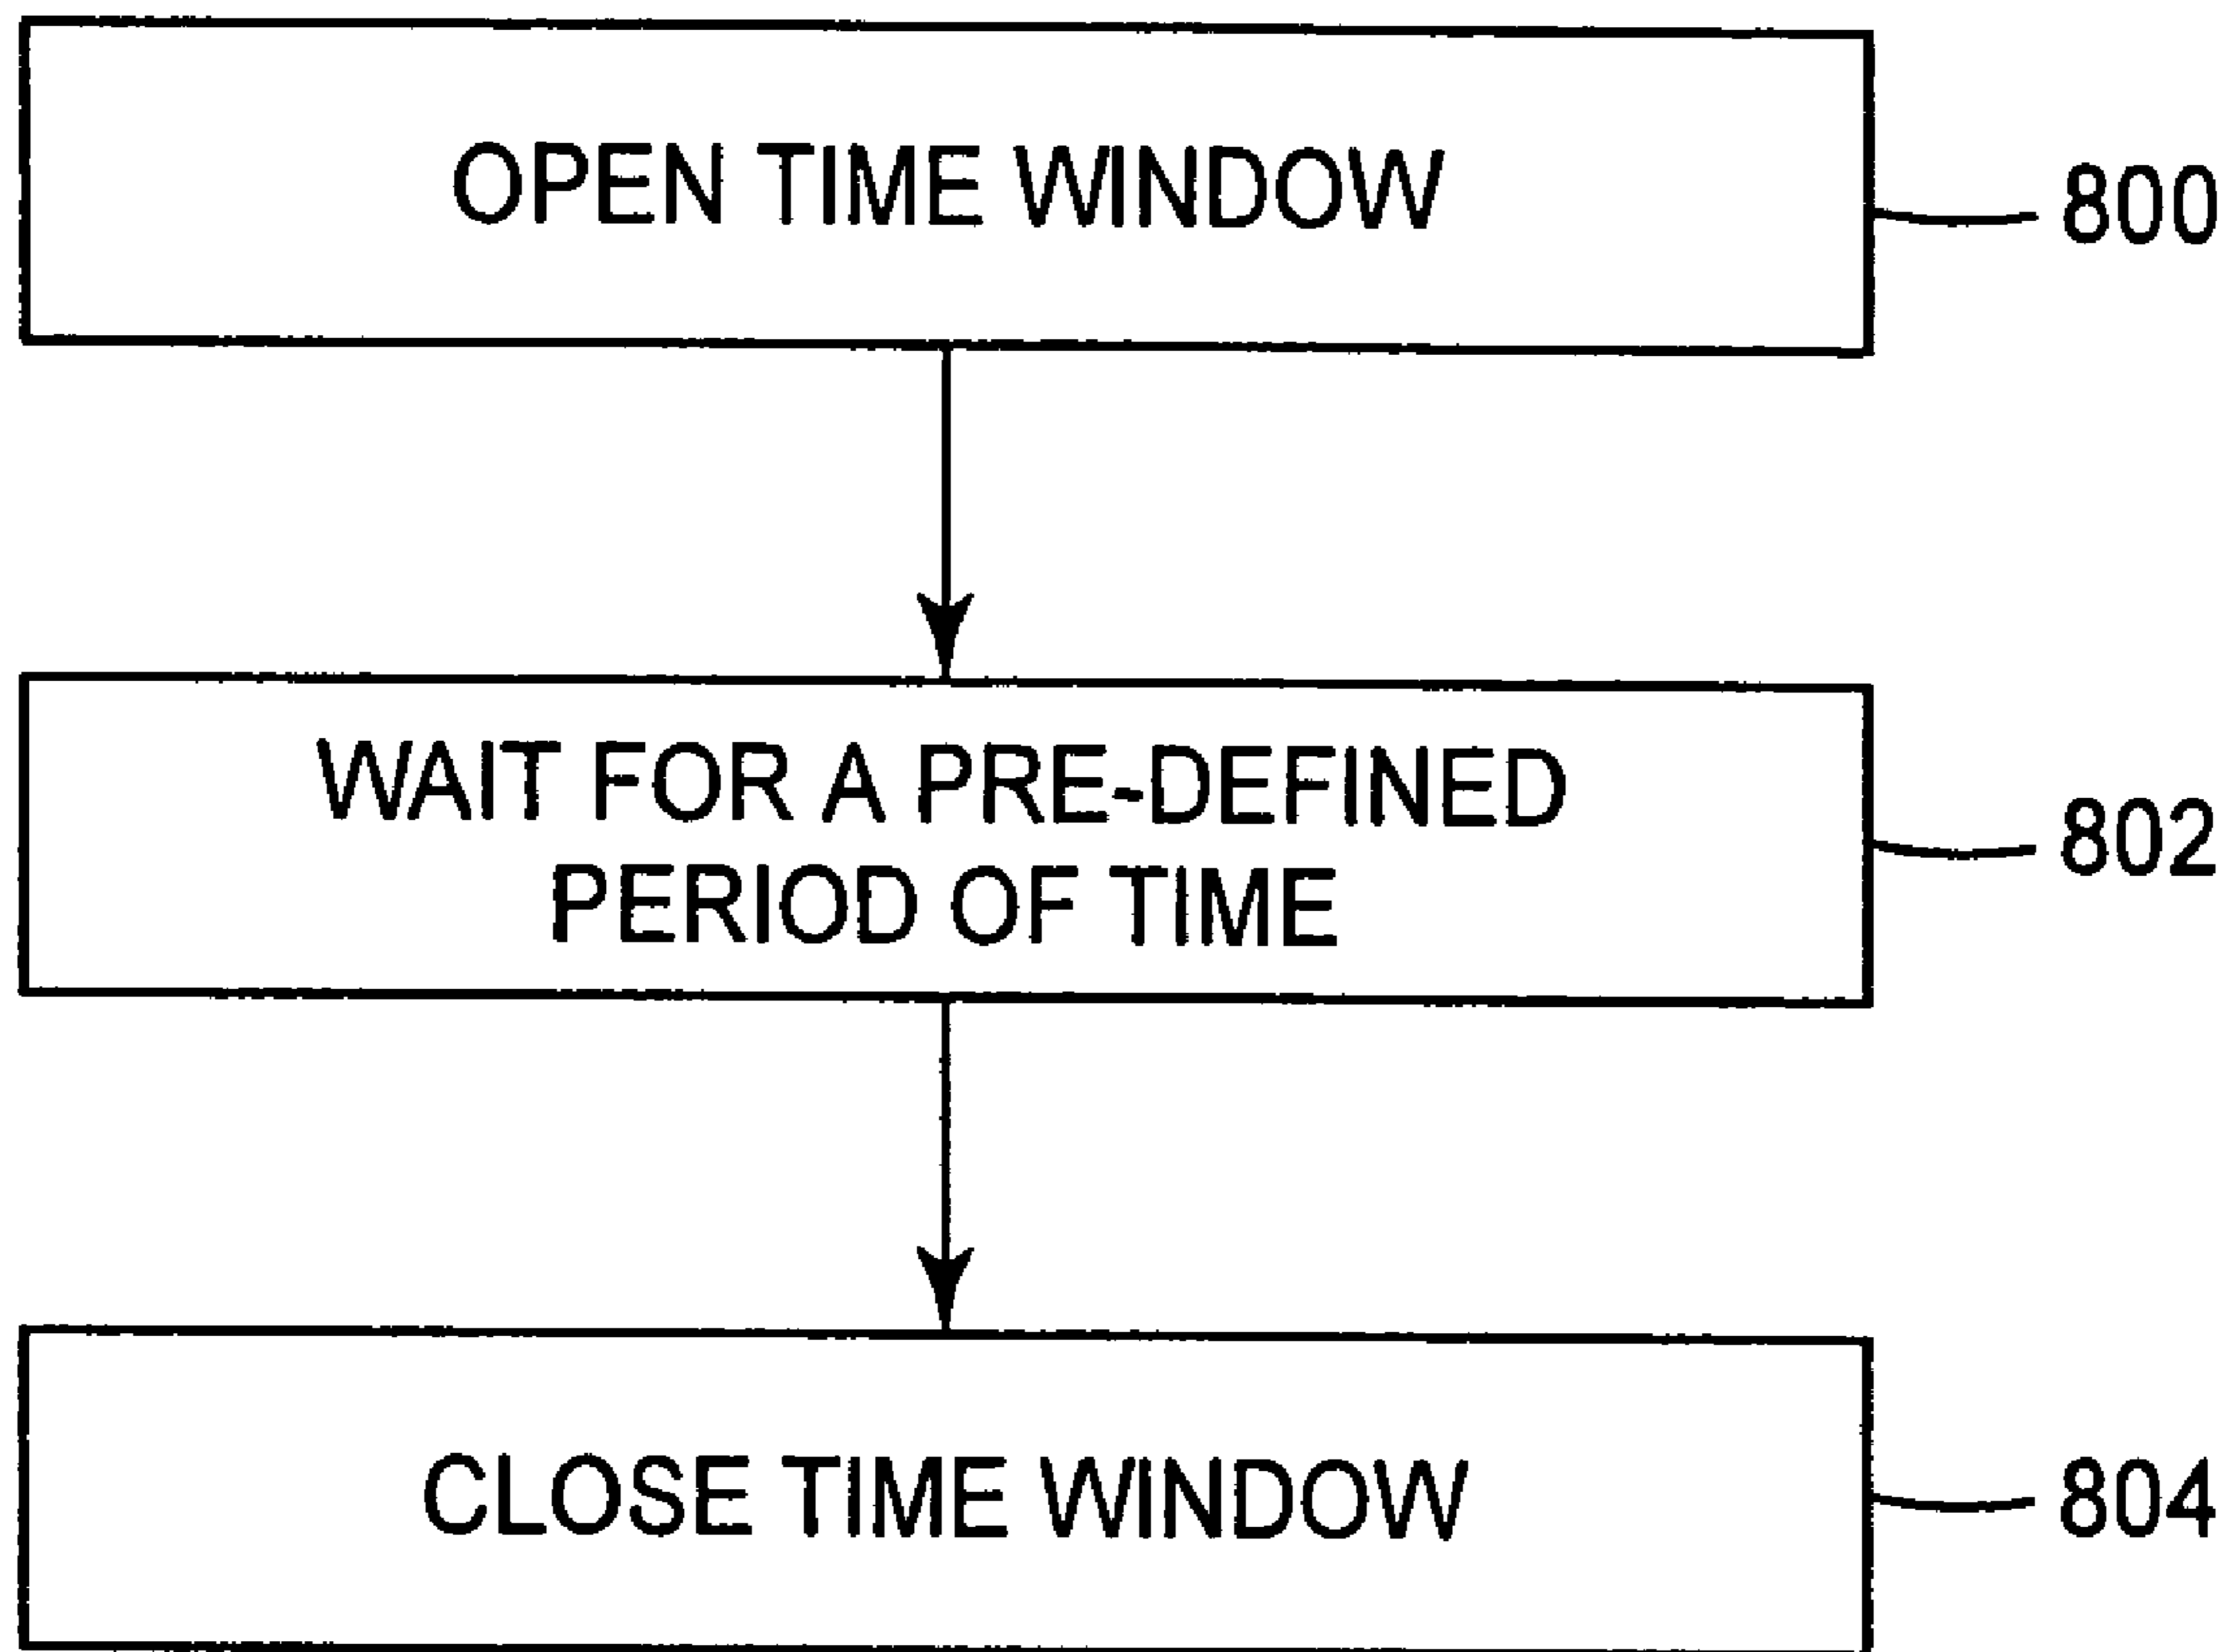 OPEN TIME WINDOW
800
WAIT FOR A PRE-DEFINED
PERIOD OF TIME
802
CLOSE TIME WINDOW
804